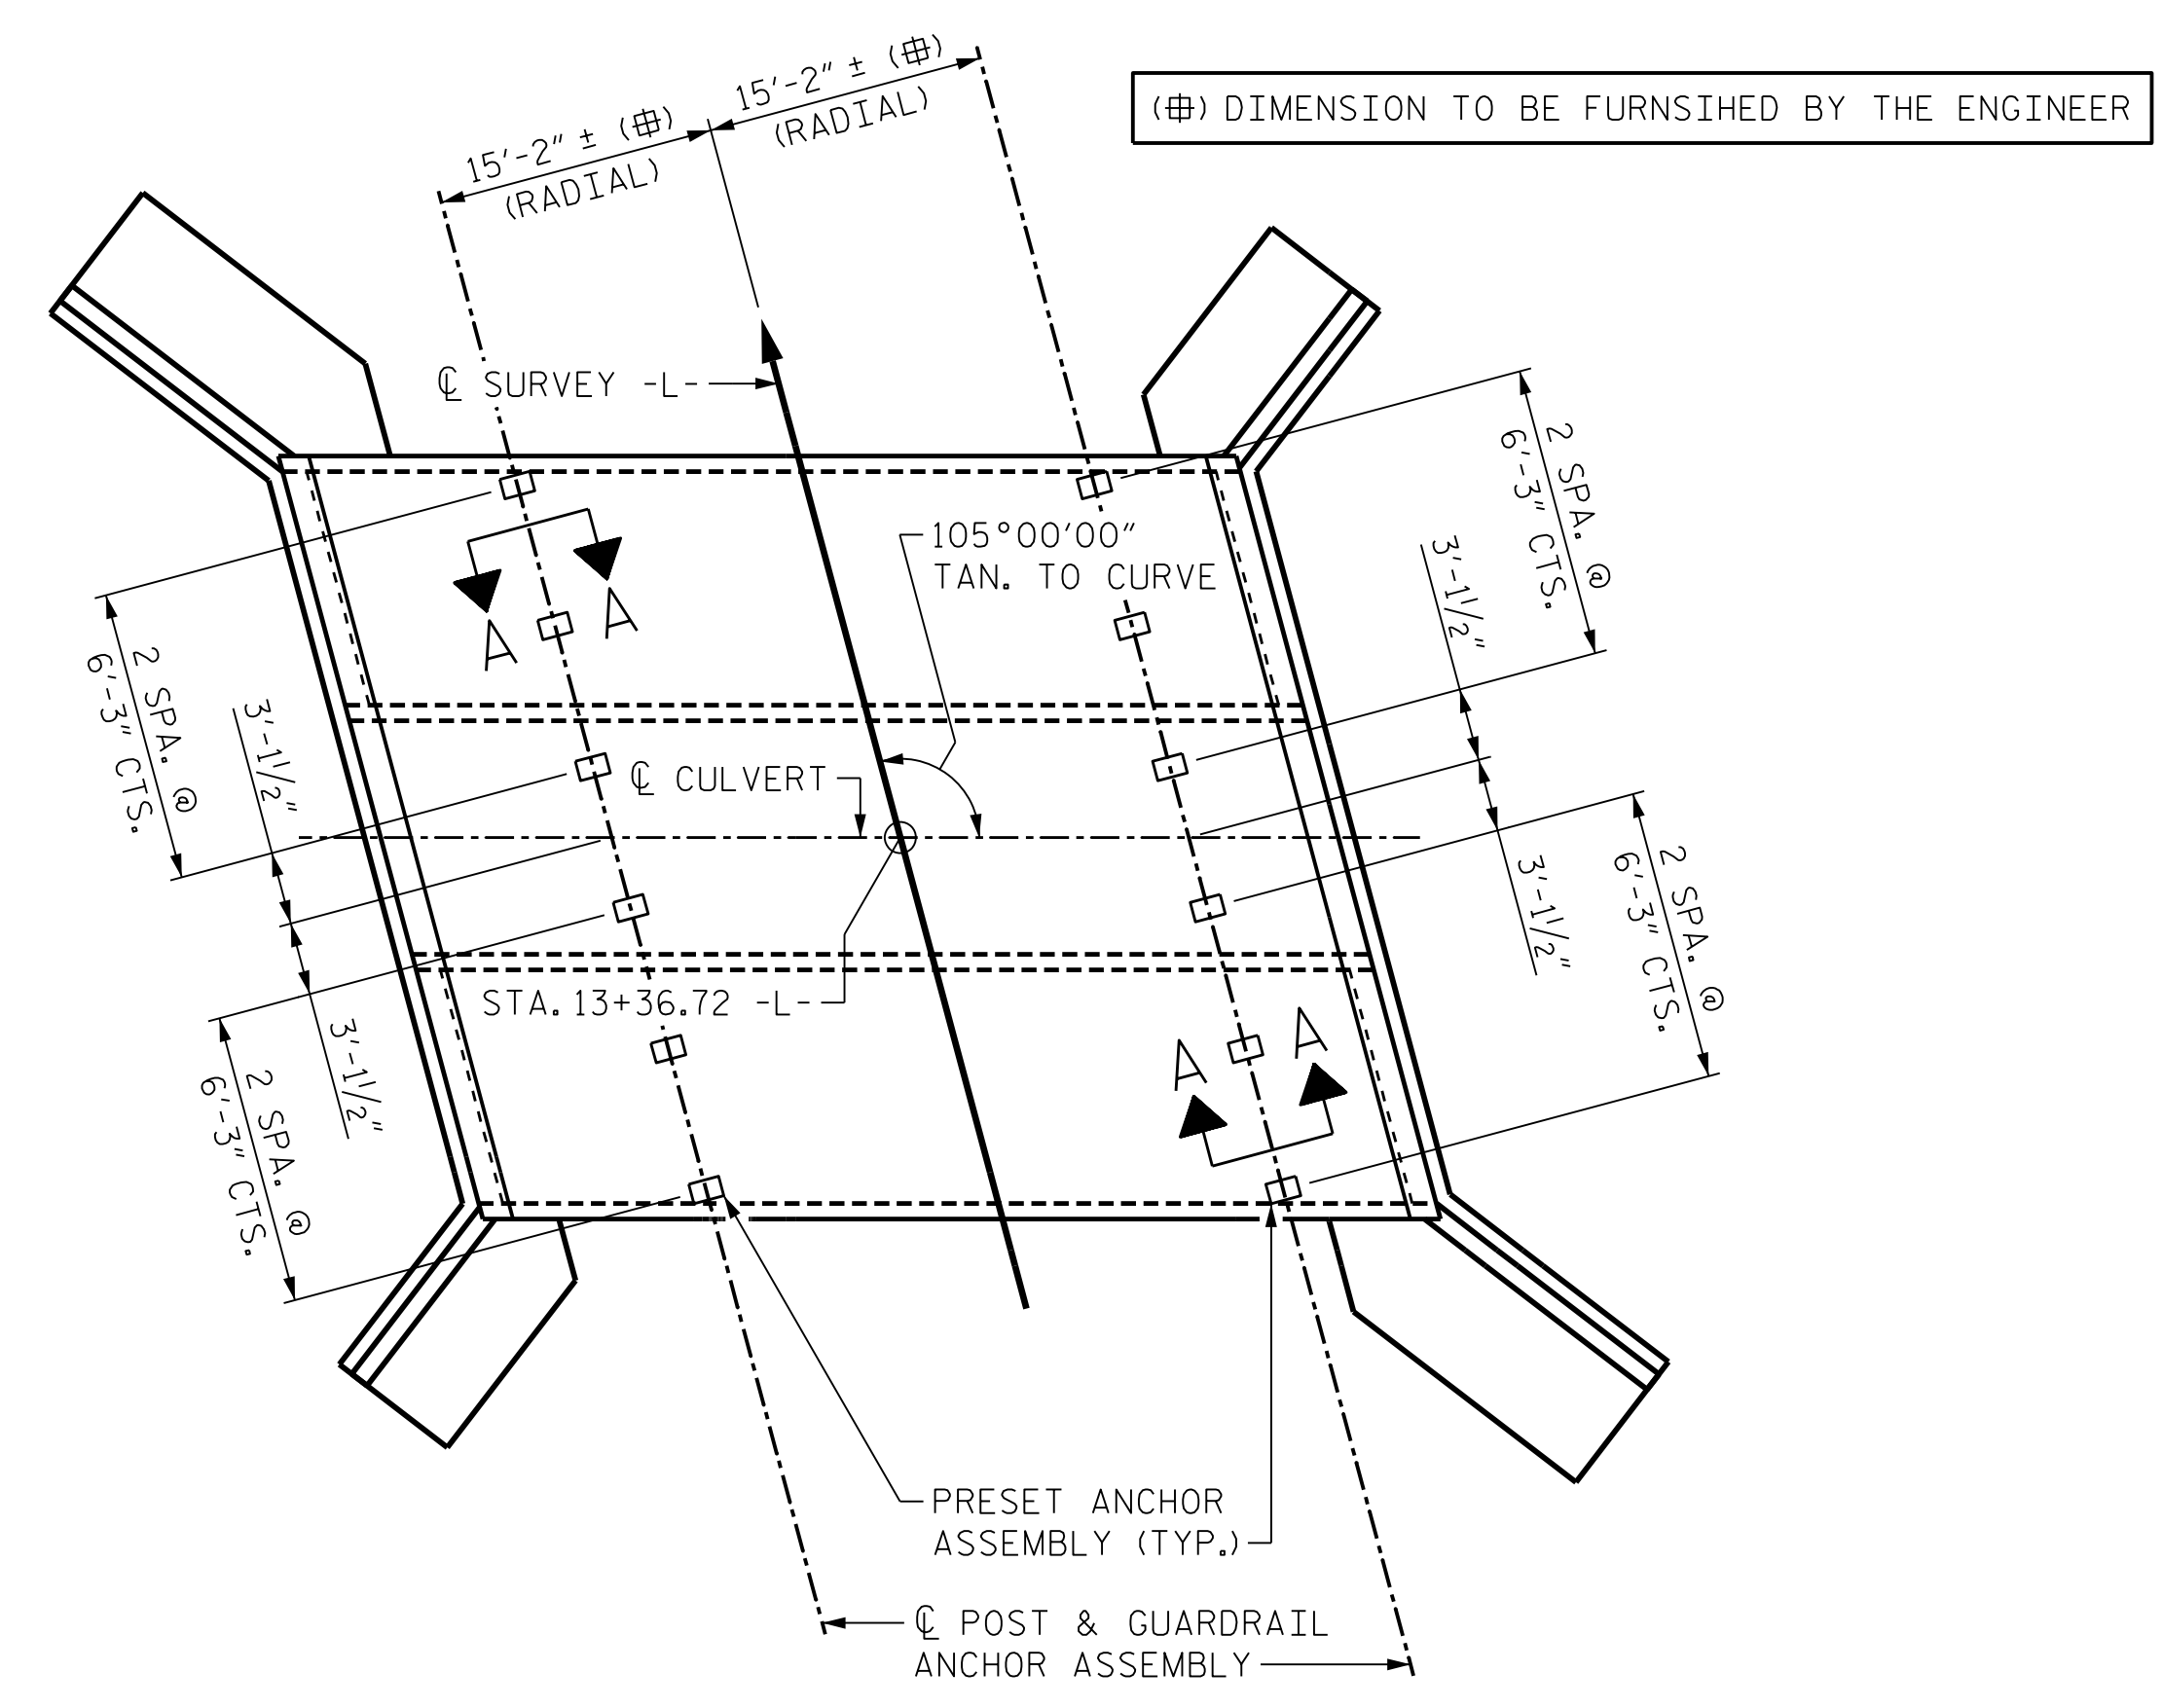 15'-2" ± (⌗)
(RADIAL)
15'-2" ± (⌗)
(RADIAL)
(⌗) DIMENSION TO BE FURNSIHED BY THE ENGINEER
℄ SURVEY -L-
105°00'00"
TAN. TO CURVE
2 SPA. @
6'-3" CTS.
3'-11/2"
3'-11/2"
2 SPA. @
6'-3" CTS.
A
A
2 SPA. @
6'-3" CTS.
3'-11/2"
3'-11/2"
2 SPA. @
6'-3" CTS.
℄ CULVERT
STA. 13+36.72 -L-
A
A
PRESET ANCHOR
ASSEMBLY (TYP.)
℄ POST & GUARDRAIL
ANCHOR ASSEMBLY